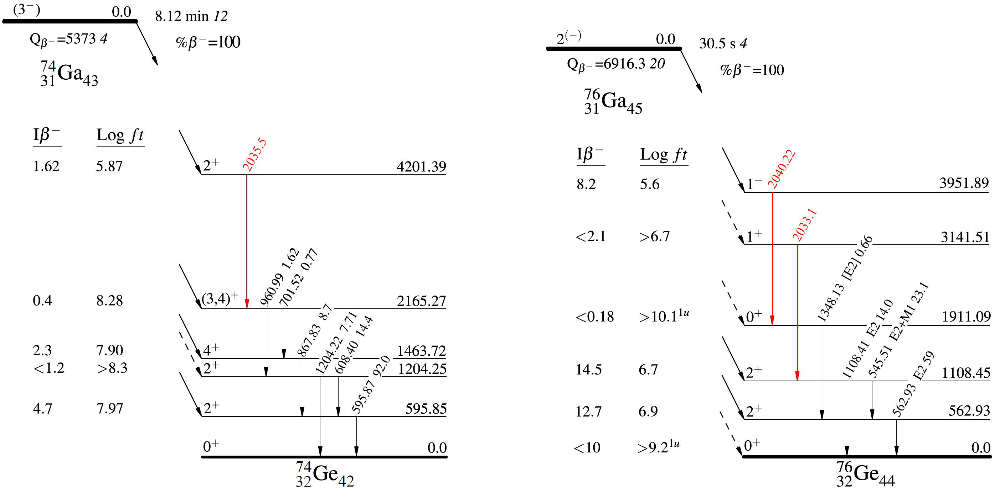 (3⁻) 0.0 8.12 min 12
Qβ⁻=5373 4 %β⁻=100
⁷⁴₃₁Ga₄₃
Iβ⁻ Log ft
2035.5
1.62 5.87 2⁺ 4201.39
960.99 1.62
701.52 0.77
0.4 8.28 (3,4)⁺ 2165.27
867.83 8.7
1204.22 7.71
608.40 14.4
2.3 7.90 4⁺ 1463.72
<1.2 >8.3 2⁺ 1204.25
595.87 92.0
4.7 7.97 2⁺ 595.85
0⁺ 0.0
⁷⁴₃₂Ge₄₂
2⁽⁻⁾ 0.0 30.5 s 4
Qβ⁻=6916.3 20 %β⁻=100
⁷⁶₃₁Ga₄₅
Iβ⁻ Log ft
2040.22
8.2 5.6 1⁻ 3951.89
2033.1
<2.1 >6.7 1⁺ 3141.51
1348.13 [E2] 0.66
<0.18 >10.1¹ᵘ 0⁺ 1911.09
1108.41 E2 14.0
545.51 E2+M1 23.1
14.5 6.7 2⁺ 1108.45
562.93 E2 59
12.7 6.9 2⁺ 562.93
<10 >9.2¹ᵘ 0⁺ 0.0
⁷⁶₃₂Ge₄₄